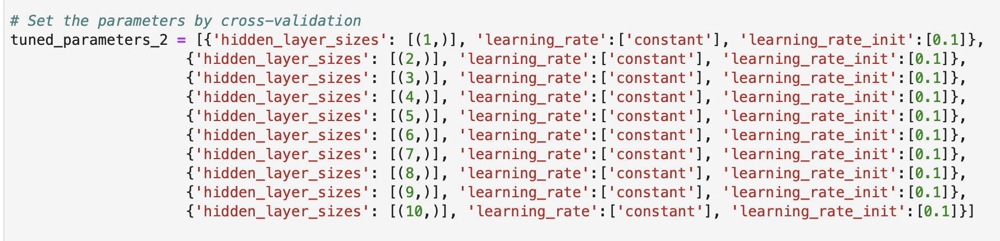 # Set the parameters by cross-validation
tuned_parameters_2 = [{'hidden_layer_sizes': [(1,)], 'learning_rate':['constant'], 'learning_rate_init':[0.1]},
{'hidden_layer_sizes': [(2,)], 'learning_rate':['constant'], 'learning_rate_init':[0.1]},
{'hidden_layer_sizes': [(3,)], 'learning_rate':['constant'], 'learning_rate_init':[0.1]},
{'hidden_layer_sizes': [(4,)], 'learning_rate':['constant'], 'learning_rate_init':[0.1]},
{'hidden_layer_sizes': [(5,)], 'learning_rate':['constant'], 'learning_rate_init':[0.1]},
{'hidden_layer_sizes': [(6,)], 'learning_rate':['constant'], 'learning_rate_init':[0.1]},
{'hidden_layer_sizes': [(7,)], 'learning_rate':['constant'], 'learning_rate_init':[0.1]},
{'hidden_layer_sizes': [(8,)], 'learning_rate':['constant'], 'learning_rate_init':[0.1]},
{'hidden_layer_sizes': [(9,)], 'learning_rate':['constant'], 'learning_rate_init':[0.1]},
{'hidden_layer_sizes': [(10,)], 'learning_rate':['constant'], 'learning_rate_init':[0.1]}]